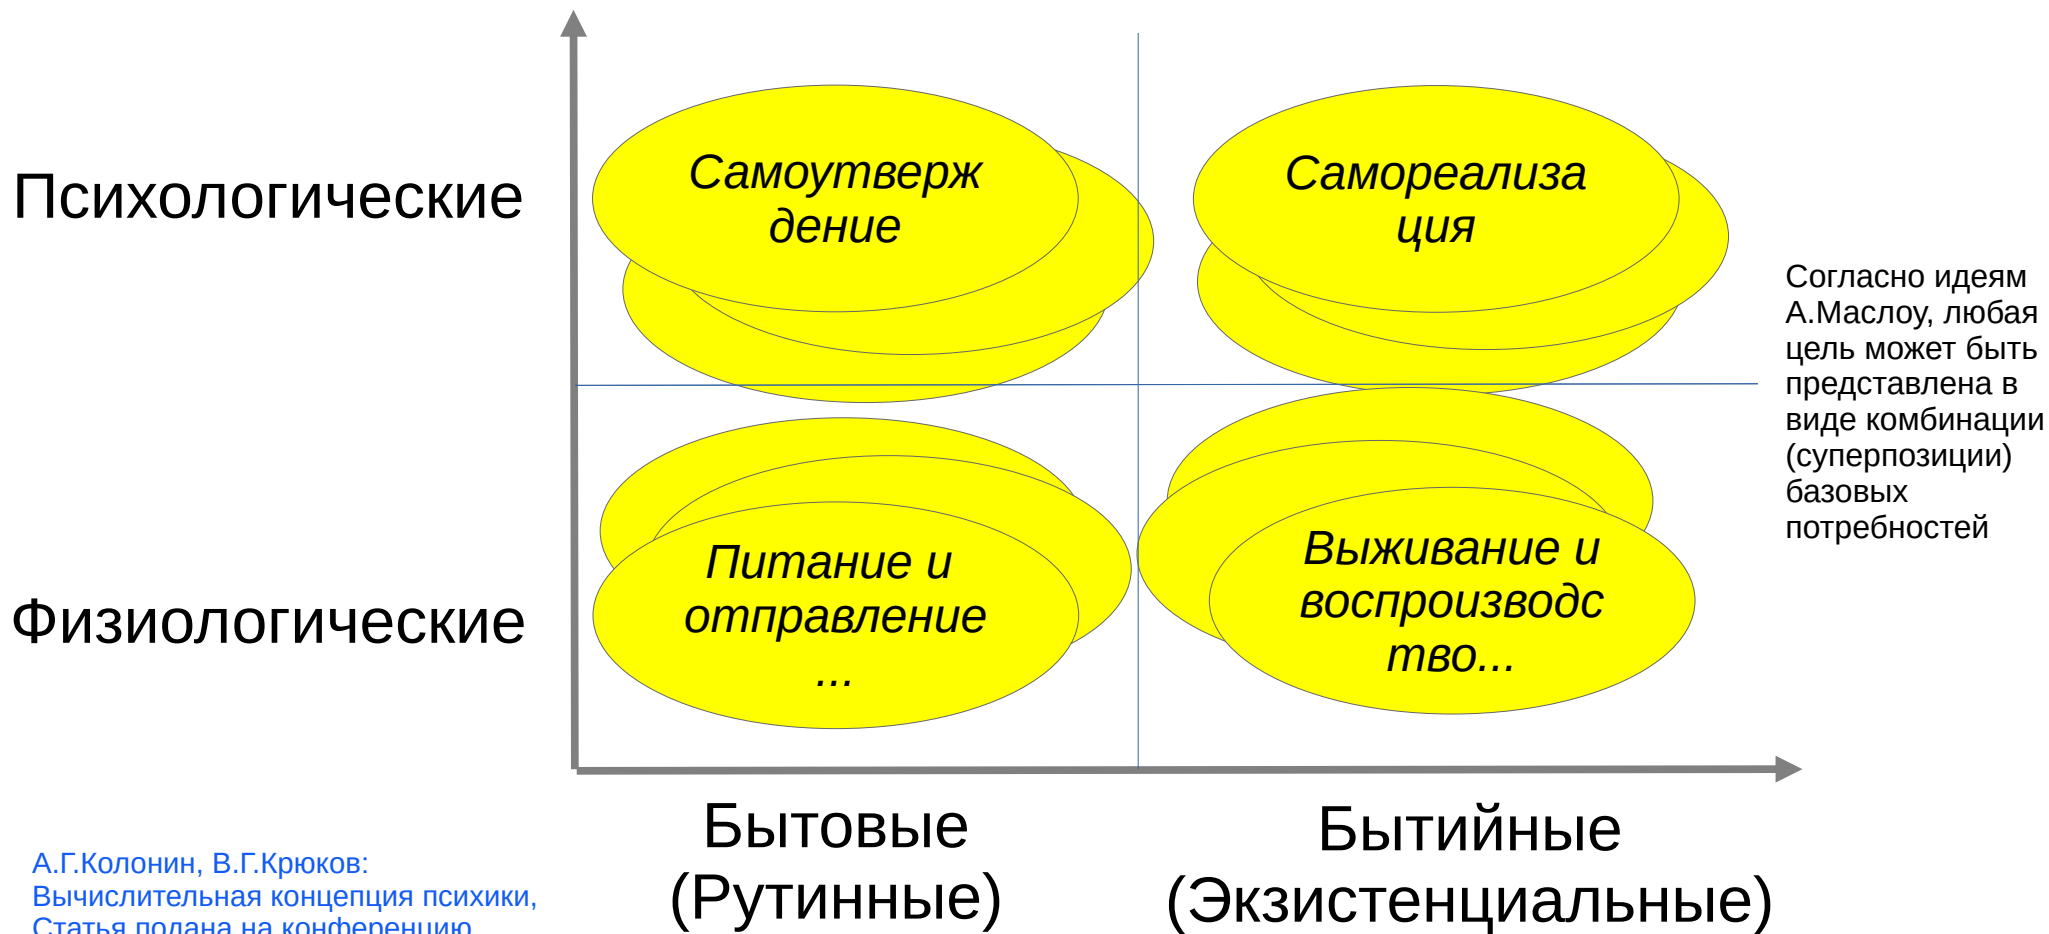 Психологические
Самоутверж
дение
Самореализа
ция
Согласно идеям
А.Маслоу, любая
цель может быть
представлена в
виде комбинации
(суперпозиции)
базовых
потребностей
Физиологические
Питание и
отправление
...
Выживание и
воспроизводс
тво...
Бытовые
(Рутинные)
Бытийные
(Экзистенциальные)
А.Г.Колонин, В.Г.Крюков:
Вычислительная концепция психики,
Статья подана на конференцию